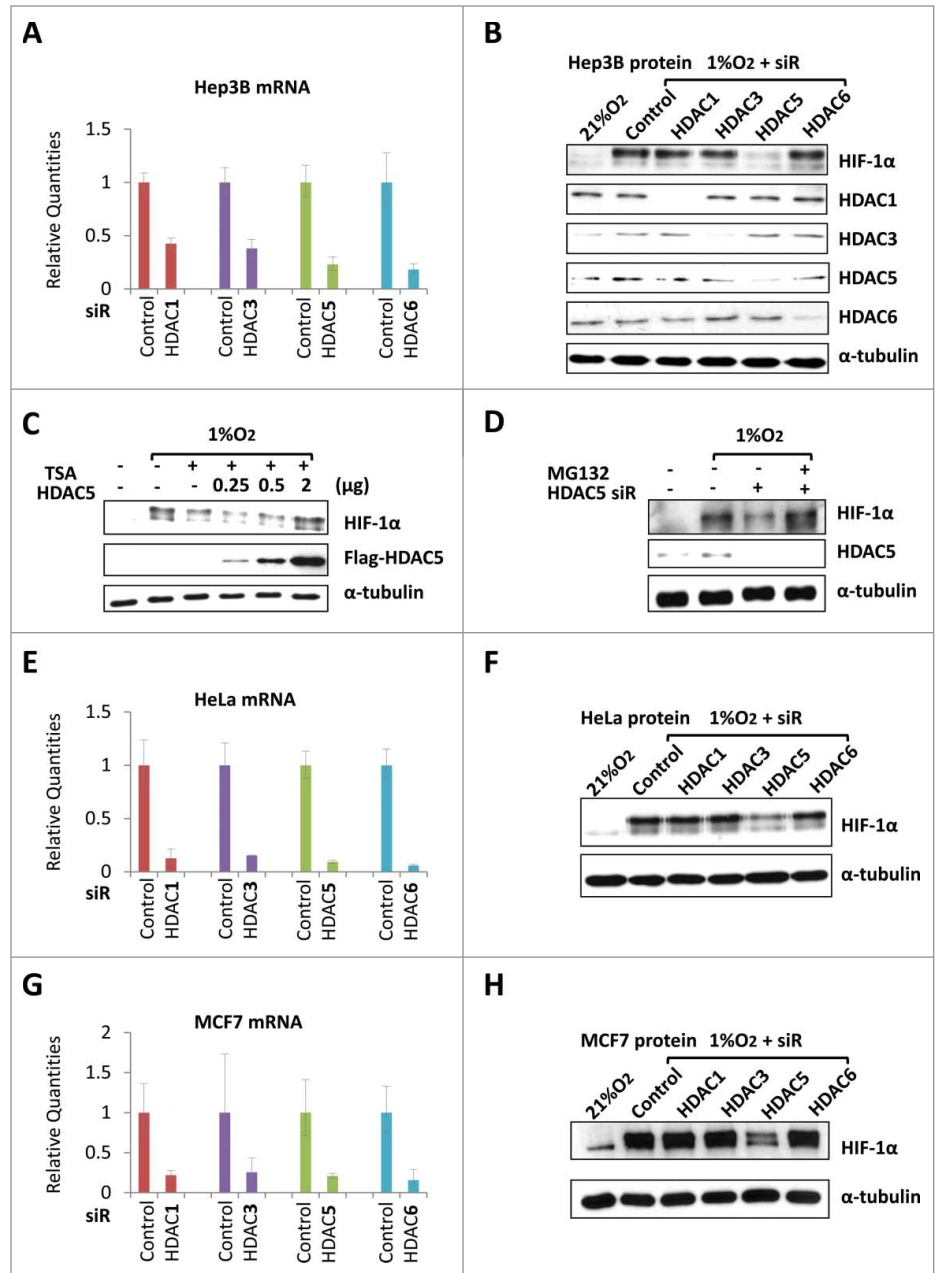 A
Hep3B mRNA
Relative Quantities
1.5
1
0.5
0
siR
Control
HDAC1
Control
HDAC3
Control
HDAC5
Control
HDAC6
B
Hep3B protein 1%O2 + siR
21%O2
Control
HDAC1
HDAC3
HDAC5
HDAC6
HIF-1α
HDAC1
HDAC3
HDAC5
HDAC6
α-tubulin
C
1%O2
TSA - - + + + +
HDAC5 - - - 0.25 0.5 2 (μg)
HIF-1α
Flag-HDAC5
α-tubulin
D
1%O2
MG132 - - - +
HDAC5 siR - - + +
HIF-1α
HDAC5
α-tubulin
E
HeLa mRNA
Relative Quantities
1.5
1
0.5
0
siR
Control
HDAC1
Control
HDAC3
Control
HDAC5
Control
HDAC6
F
HeLa protein 1%O2 + siR
21%O2
Control
HDAC1
HDAC3
HDAC5
HDAC6
HIF-1α
α-tubulin
G
MCF7 mRNA
Relative Quantities
2
1.5
1
0.5
0
siR
Control
HDAC1
Control
HDAC3
Control
HDAC5
Control
HDAC6
H
MCF7 protein 1%O2 + siR
21%O2
Control
HDAC1
HDAC3
HDAC5
HDAC6
HIF-1α
α-tubulin